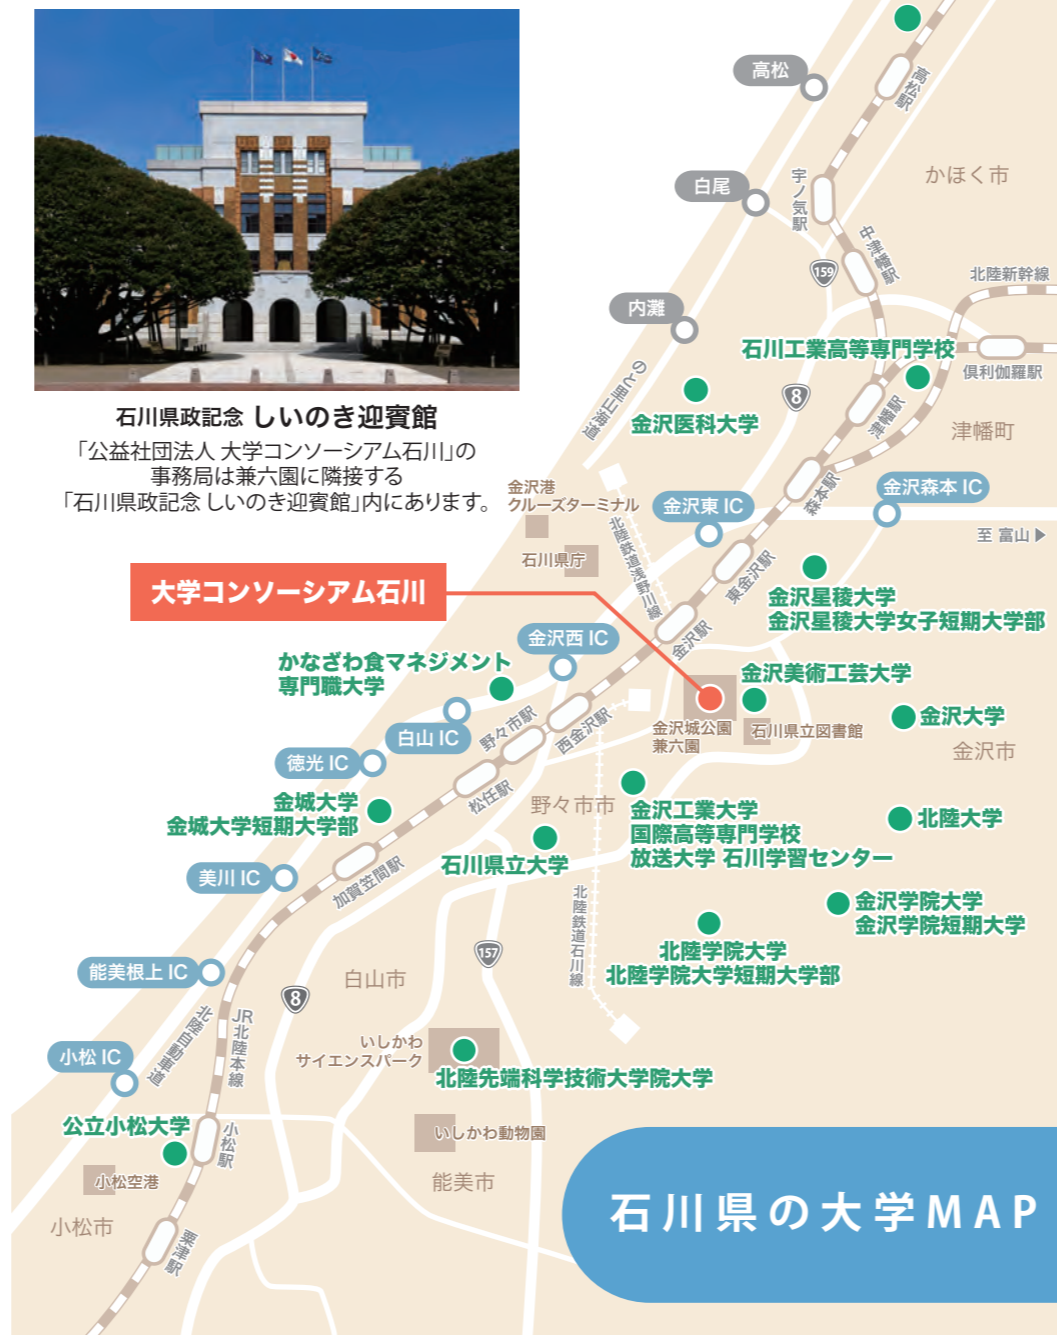 高松
高松駅
かほく市
白尾
宇ノ気駅
中津幡駅
159
北陸新幹線
内灘
石川工業高等専門学校
倶利伽羅駅
のと里山海道
金沢医科大学
8
津幡駅
津幡町
石川県政記念 しいのき迎賓館
「公益社団法人 大学コンソーシアム石川」の
事務局は兼六園に隣接する
「石川県政記念 しいのき迎賓館」内にあります。
金沢港
クルーズターミナル
石川県庁
北陸鉄道浅野川線
金沢東 IC
森本駅
金沢森本 IC
至 富山
東金沢駅
金沢星稜大学
金沢星稜大学女子短期大学部
大学コンソーシアム石川
金沢西 IC
金沢駅
かなざわ食マネジメント
専門職大学
金沢美術工芸大学
金沢城公園
兼六園
石川県立図書館
金沢大学
金沢市
白山 IC
野々市駅
西金沢駅
徳光 IC
松任駅
野々市市
金城大学
金城大学短期大学部
金沢工業大学
国際高等専門学校
放送大学 石川学習センター
北陸大学
石川県立大学
美川 IC
加賀笠間駅
北陸鉄道石川線
金沢学院大学
金沢学院短期大学
北陸学院大学
北陸学院大学短期大学部
157
能美根上 IC
白山市
8
北陸自動車道
JR北陸本線
いしかわ
サイエンスパーク
小松 IC
北陸先端科学技術大学院大学
公立小松大学
小松駅
いしかわ動物園
小松空港
能美市
小松市
粟津駅
石川県の大学MAP